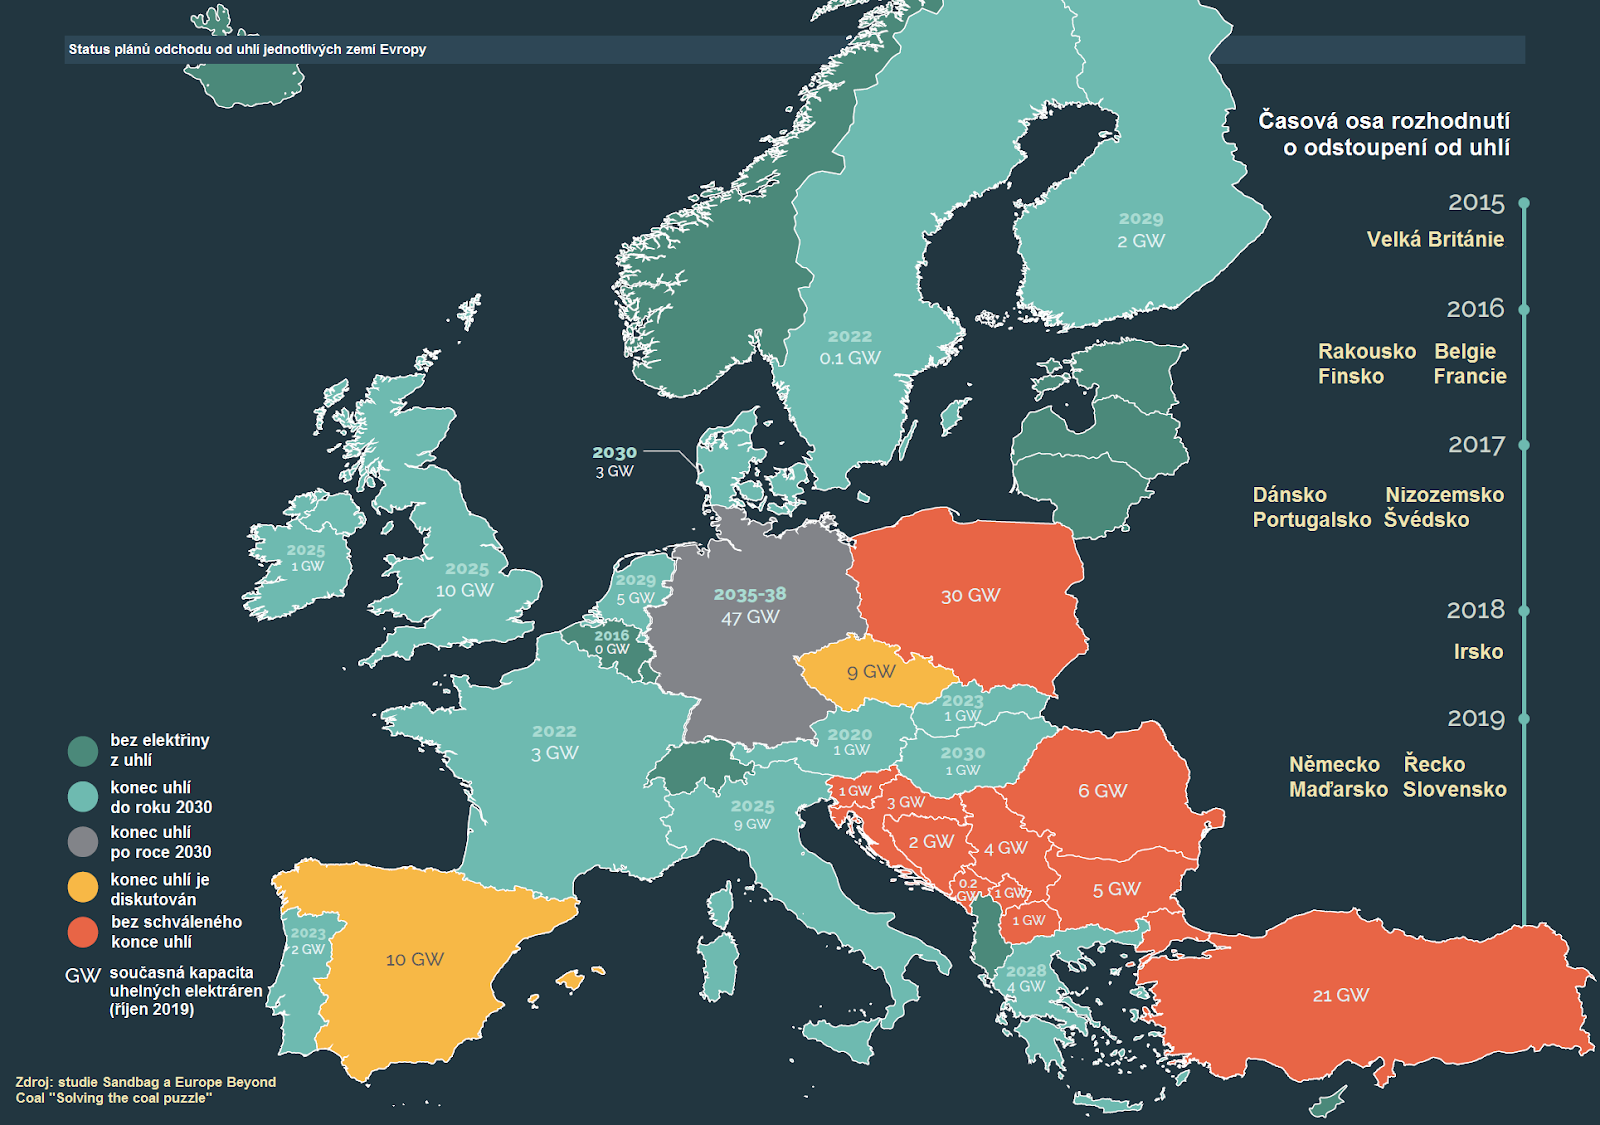 Status plánů odchodu od uhlí jednotlivých zemí Evropy
Časová osa rozhodnutí
o odstoupení od uhlí
2015
Velká Británie
2016
Rakousko Belgie
Finsko Francie
2017
Dánsko Nizozemsko
Portugalsko Švédsko
2018
Irsko
2019
Německo Řecko
Maďarsko Slovensko
2029
2 GW
2022
0.1 GW
2030
3 GW
2025
1 GW
2025
10 GW
2029
5 GW
2016
0 GW
2035-38
47 GW
30 GW
9 GW
2023
1 GW
2022
3 GW
2020
1 GW
2030
1 GW
2025
9 GW
1 GW
3 GW
2 GW
4 GW
6 GW
0.2
GW
1 GW
5 GW
1 GW
2023
2 GW
10 GW
2028
4 GW
21 GW
bez elektřiny
z uhlí
konec uhlí
do roku 2030
konec uhlí
po roce 2030
konec uhlí je
diskutován
bez schváleného
konce uhlí
GW současná kapacita
uhelných elektráren
(říjen 2019)
Zdroj: studie Sandbag a Europe Beyond
Coal "Solving the coal puzzle"